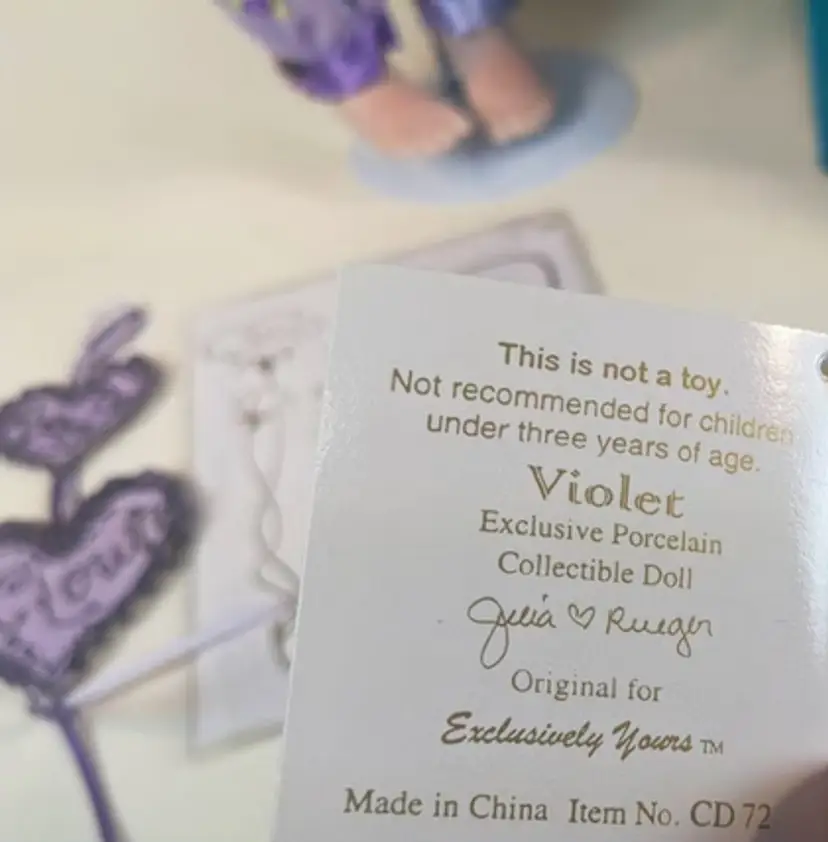 This is not a toy.
Not recommended for children
under three years of age.
Violet
Exclusive Porcelain
Collectible Doll
Julia ♡ Rueger
Original for
Exclusively Yours ™
Made in China Item No. CD 72
Yours